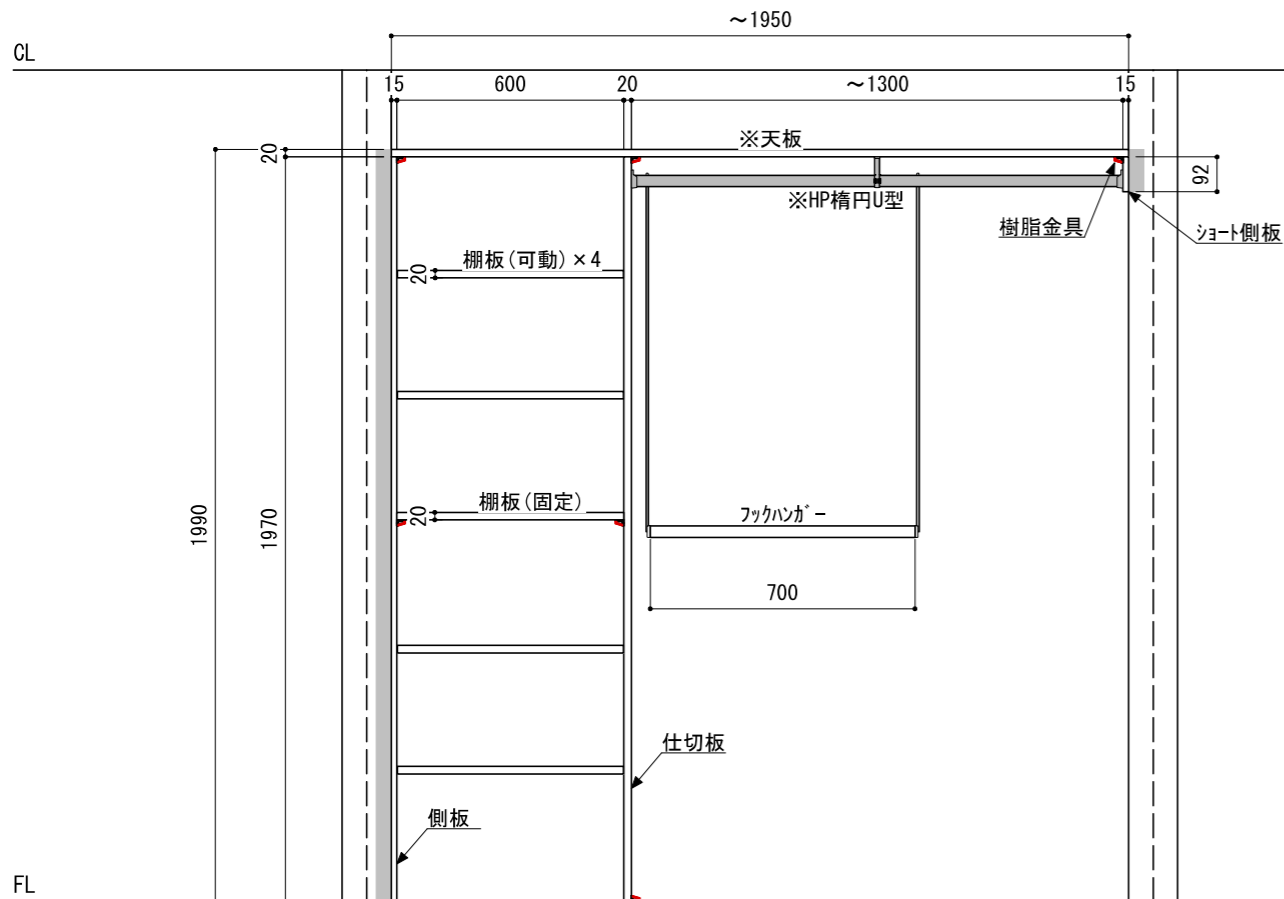 ～1950
CL
15
600
20
～1300
15
※天板
20
92
※HP楕円U型
樹脂金具
ｼｮｰﾄ側板
棚板(可動)×4
20
棚板(固定)
20
ﾌｯｸﾊﾝｶﾞｰ
1990
1970
700
仕切板
側板
FL